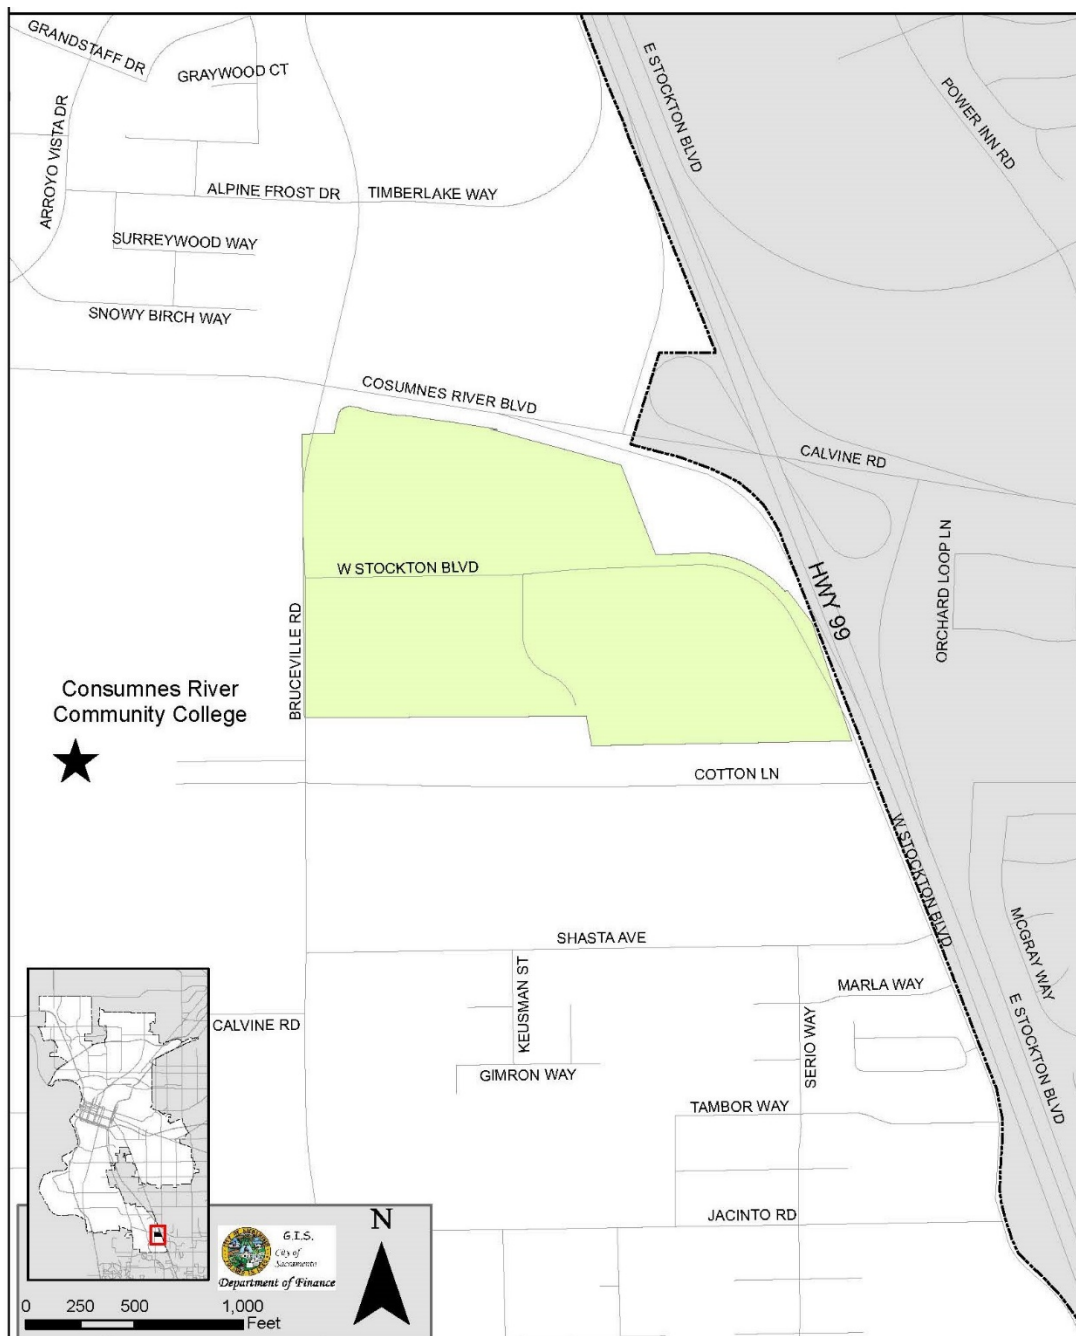 GRANDSTAFF DR
GRAYWOOD CT
E STOCKTON BLVD
POWER INN RD
ARROYO VISTA DR
ALPINE FROST DR
TIMBERLAKE WAY
SURREYWOOD WAY
SNOWY BIRCH WAY
COSUMNES RIVER BLVD
CALVINE RD
W STOCKTON BLVD
HWY 99
ORCHARD LOOP LN
BRUCEVILLE RD
Consumnes River
Community College
COTTON LN
W STOCKTON BLVD
MCGRAY WAY
SHASTA AVE
KEUSMAN ST
MARLA WAY
SERIO WAY
E STOCKTON BLVD
CALVINE RD
GIMRON WAY
TAMBOR WAY
JACINTO RD
N
G.I.S.
City of
Sacramento
Department of Finance
0 250 500 1,000
Feet